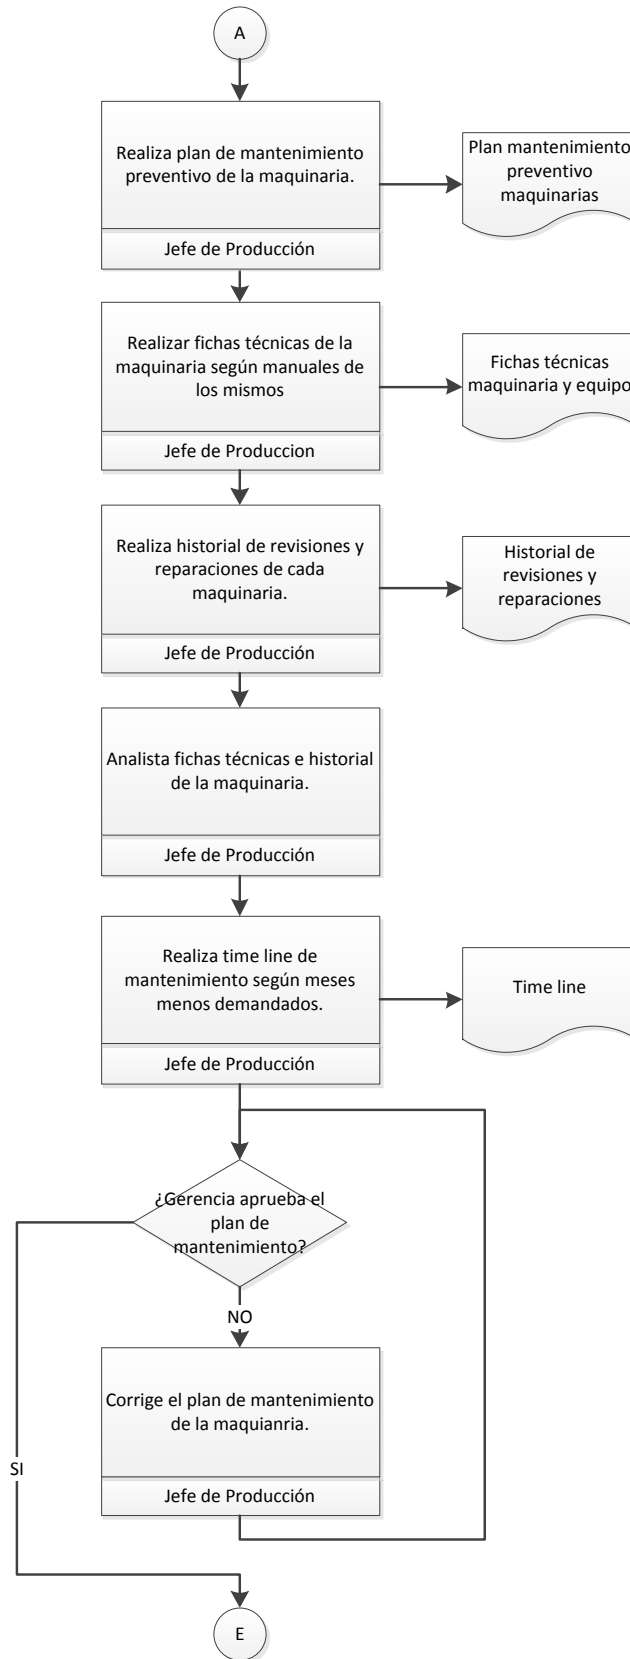 A
Realiza plan de mantenimiento
preventivo de la maquinaria.
Jefe de Producción
Plan mantenimiento
preventivo
maquinarias
Realizar fichas técnicas de la
maquinaria según manuales de
los mismos
Jefe de Produccion
Fichas técnicas
maquinaria y equipo
Realiza historial de revisiones y
reparaciones de cada
maquinaria.
Jefe de Producción
Historial de
revisiones y
reparaciones
Analista fichas técnicas e historial
de la maquinaria.
Jefe de Producción
Realiza time line de
mantenimiento según meses
menos demandados.
Jefe de Producción
Time line
¿Gerencia aprueba el
plan de
mantenimiento?
NO
Corrige el plan de mantenimiento
de la maquianria.
Jefe de Producción
SI
E